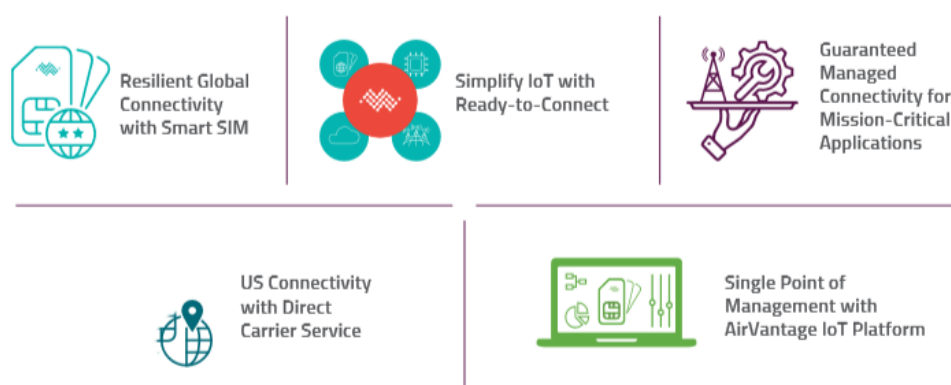 Resilient Global
Connectivity
with Smart SIM
Simplify IoT with
Ready-to-Connect
Guaranteed
Managed
Connectivity for
Mission-Critical
Applications
US Connectivity
with Direct
Carrier Service
Single Point of
Management with
AirVantage IoT Platform